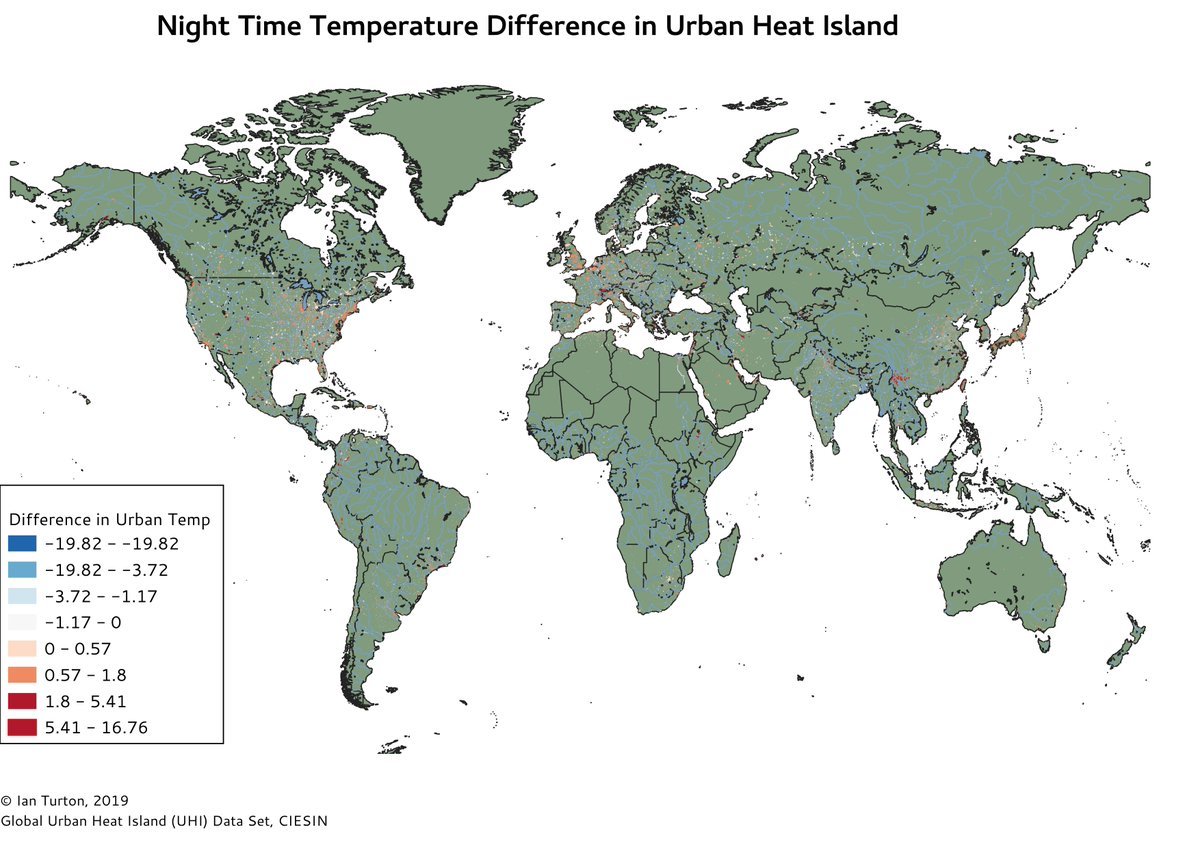 Night Time Temperature Difference in Urban Heat Island
Difference in Urban Temp
-19.82 - -19.82
-19.82 - -3.72
-3.72 - -1.17
-1.17 - 0
0 - 0.57
0.57 - 1.8
1.8 - 5.41
5.41 - 16.76
© Ian Turton, 2019
Global Urban Heat Island (UHI) Data Set, CIESIN